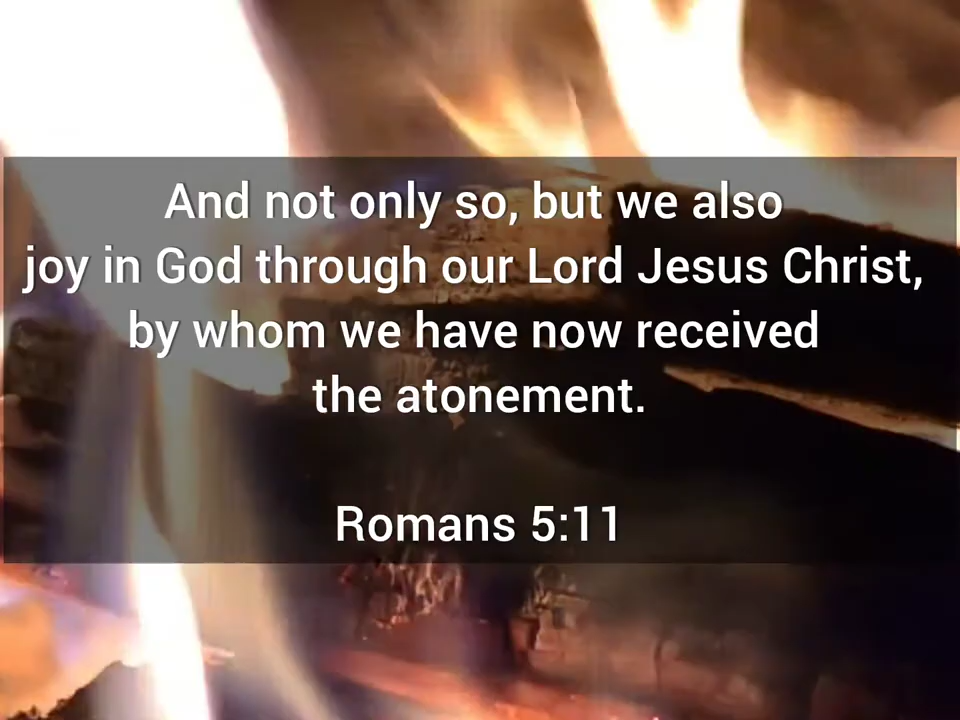 And not only so, but we also
joy in God through our Lord Jesus Christ,
by whom we have now received
the atonement.
Romans 5:11